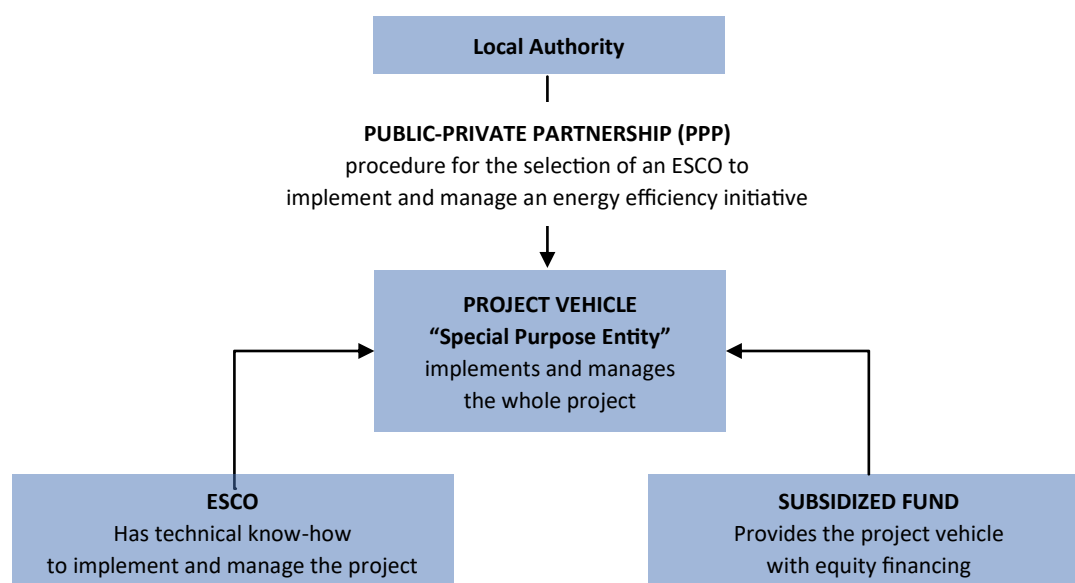 Local Authority
PUBLIC-PRIVATE PARTNERSHIP (PPP)
procedure for the selection of an ESCO to
implement and manage an energy efficiency initiative
PROJECT VEHICLE
“Special Purpose Entity”
implements and manages
the whole project
ESCO
Has technical know-how
to implement and manage the project
SUBSIDIZED FUND
Provides the project vehicle
with equity financing